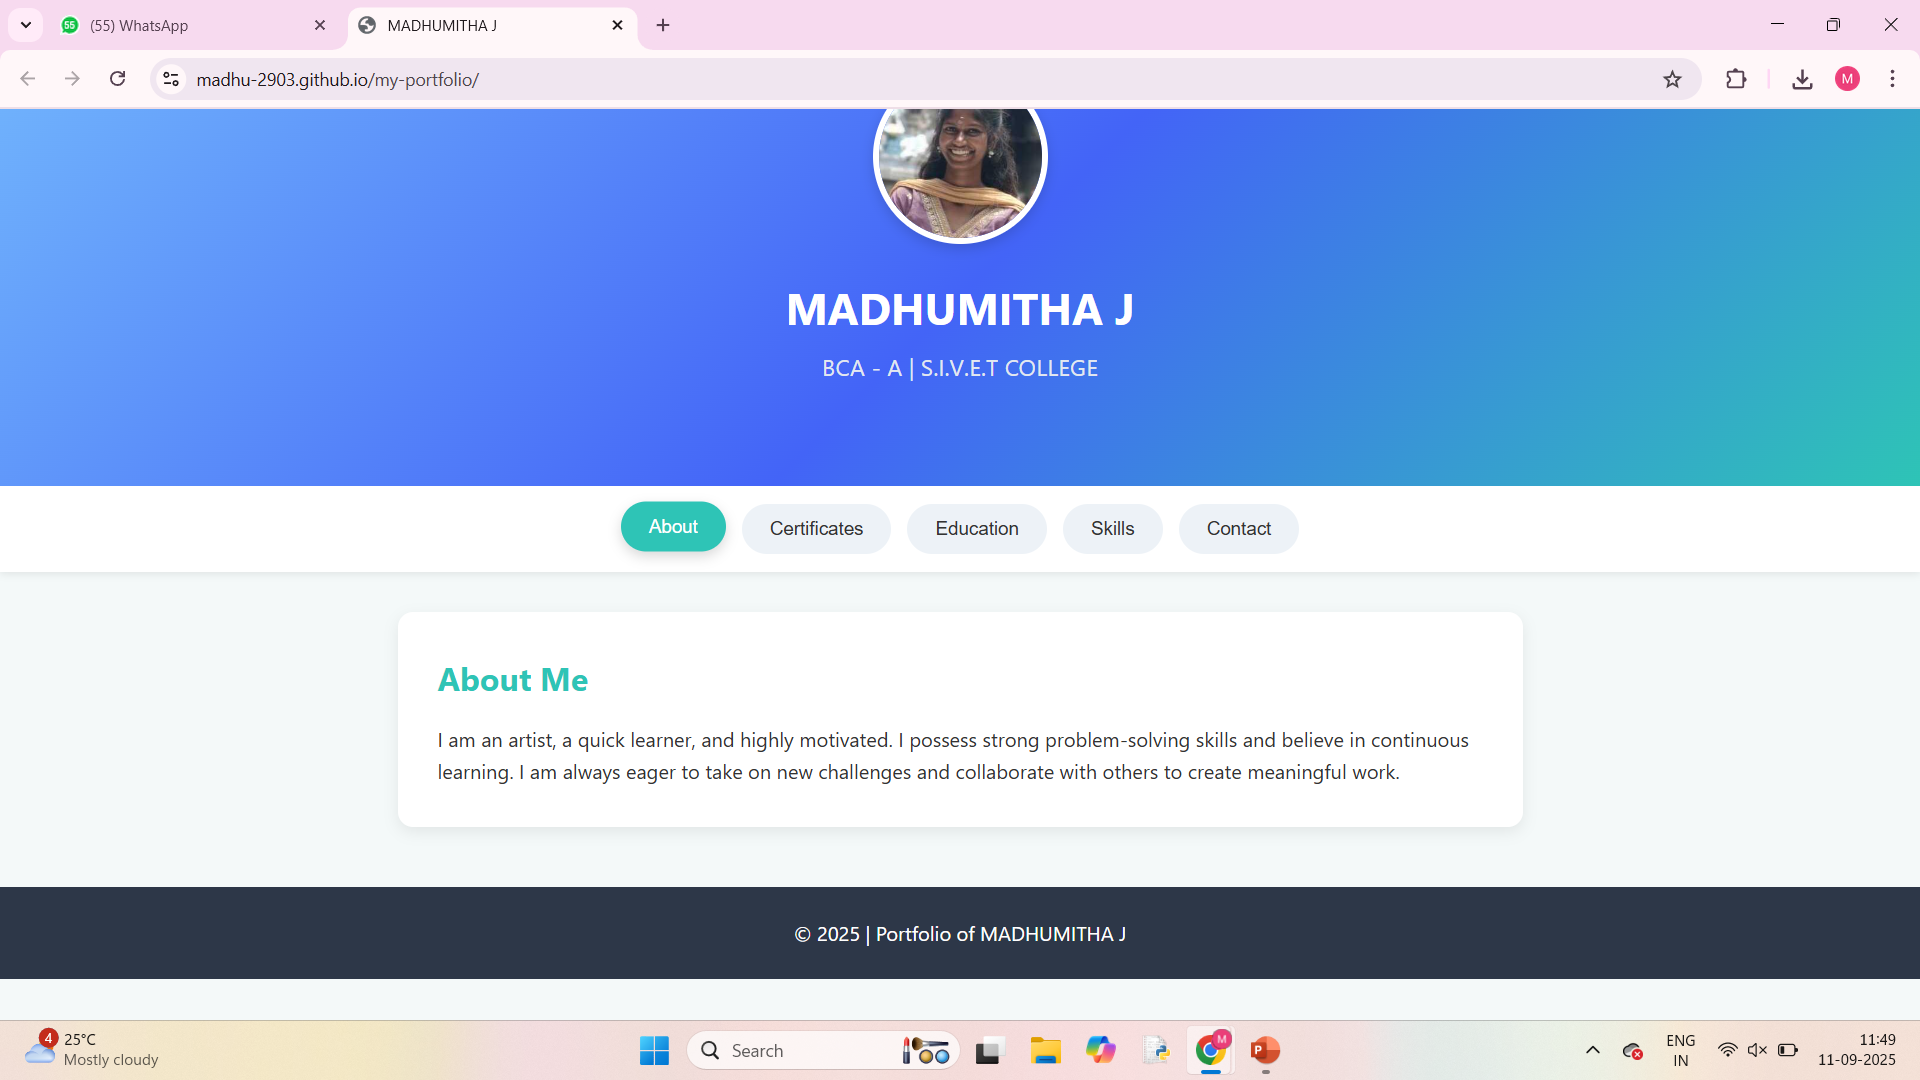 55
(55) WhatsApp
MADHUMITHA J
madhu-2903.github.io/my-portfolio/
M
MADHUMITHA J
BCA - A | S.I.V.E.T COLLEGE
About
Certificates
Education
Skills
Contact
About Me
I am an artist, a quick learner, and highly motivated. I possess strong problem-solving skills and believe in continuous
learning. I am always eager to take on new challenges and collaborate with others to create meaningful work.
© 2025 | Portfolio of MADHUMITHA J
4
25°C
Mostly cloudy
Search
M
P
ENG
IN
11:49
11-09-2025